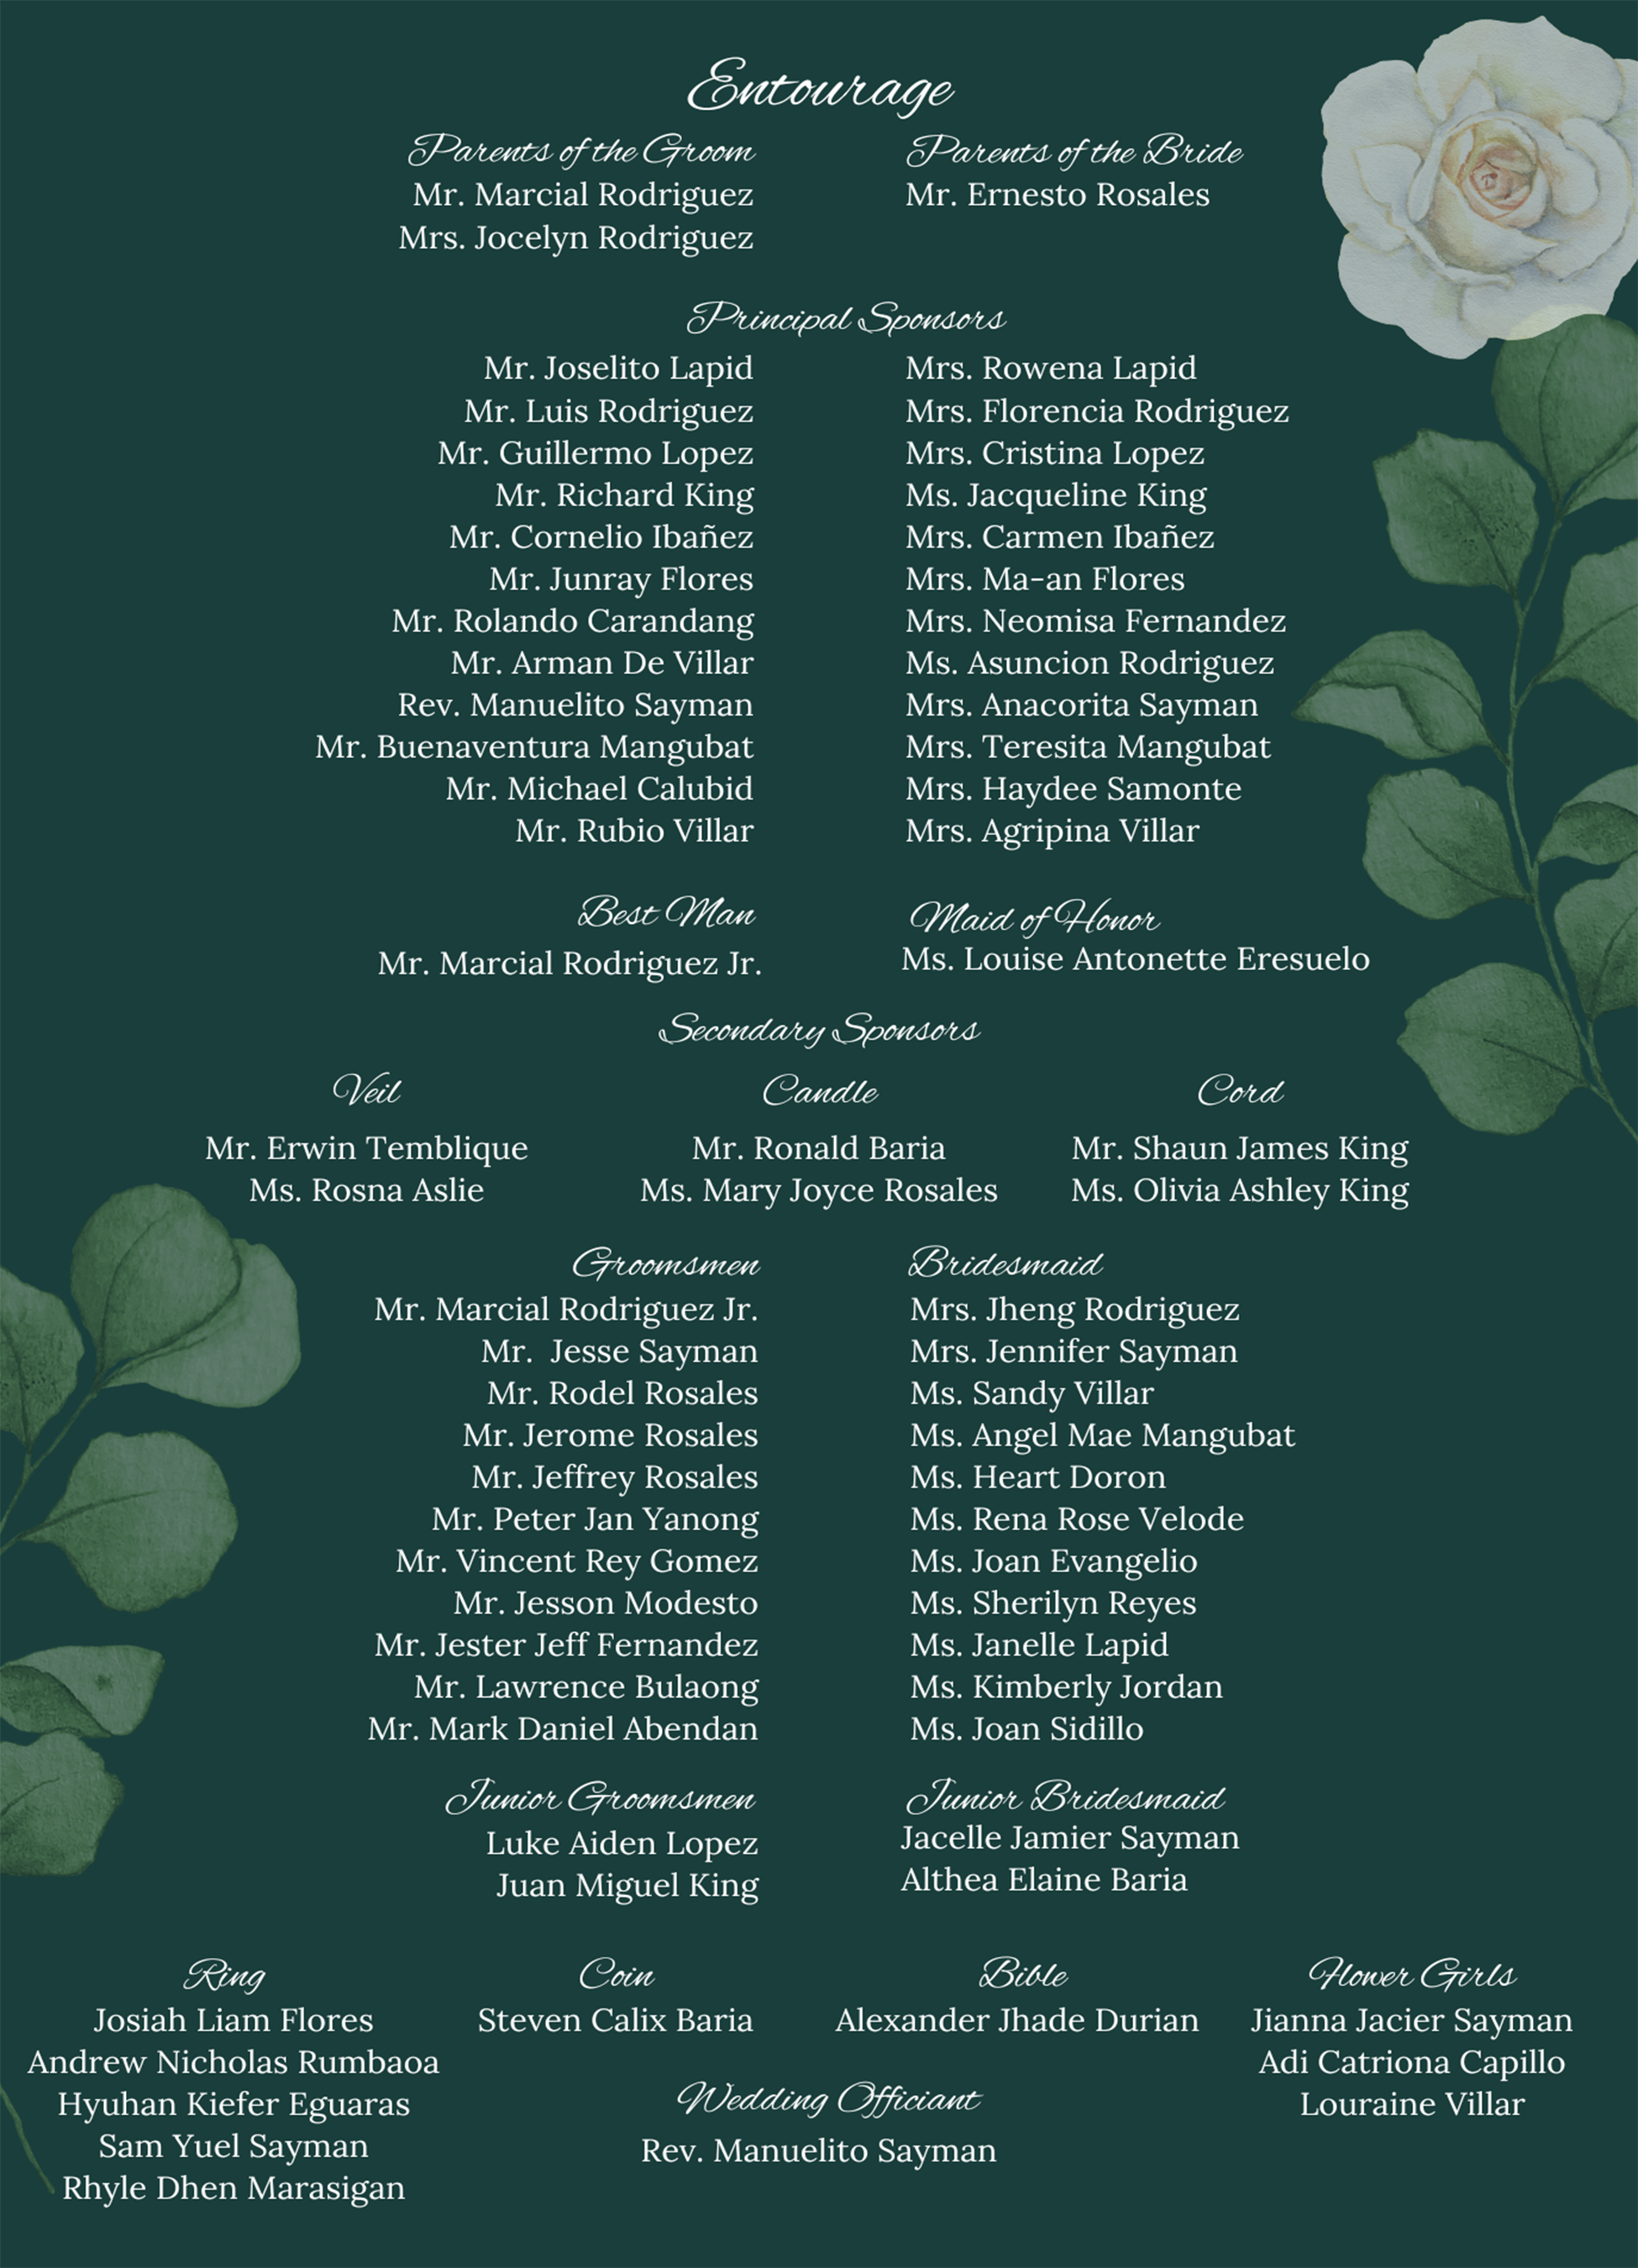 Entourage
Parents of the Groom
Mr. Marcial Rodriguez
Mrs. Jocelyn Rodriguez
Parents of the Bride
Mr. Ernesto Rosales
Principal Sponsors
Mr. Joselito Lapid
Mr. Luis Rodriguez
Mr. Guillermo Lopez
Mr. Richard King
Mr. Cornelio Ibañez
Mr. Junray Flores
Mr. Rolando Carandang
Mr. Arman De Villar
Rev. Manuelito Sayman
Mr. Buenaventura Mangubat
Mr. Michael Calubid
Mr. Rubio Villar
Mrs. Rowena Lapid
Mrs. Florencia Rodriguez
Mrs. Cristina Lopez
Ms. Jacqueline King
Mrs. Carmen Ibañez
Mrs. Ma-an Flores
Mrs. Neomisa Fernandez
Ms. Asuncion Rodriguez
Mrs. Anacorita Sayman
Mrs. Teresita Mangubat
Mrs. Haydee Samonte
Mrs. Agripina Villar
Best Man
Mr. Marcial Rodriguez Jr.
Maid of Honor
Ms. Louise Antonette Eresuelo
Secondary Sponsors
Veil
Mr. Erwin Temblique
Ms. Rosna Aslie
Candle
Mr. Ronald Baria
Ms. Mary Joyce Rosales
Cord
Mr. Shaun James King
Ms. Olivia Ashley King
Groomsmen
Mr. Marcial Rodriguez Jr.
Mr. Jesse Sayman
Mr. Rodel Rosales
Mr. Jerome Rosales
Mr. Jeffrey Rosales
Mr. Peter Jan Yanong
Mr. Vincent Rey Gomez
Mr. Jesson Modesto
Mr. Jester Jeff Fernandez
Mr. Lawrence Bulaong
Mr. Mark Daniel Abendan
Bridesmaid
Mrs. Jheng Rodriguez
Mrs. Jennifer Sayman
Ms. Sandy Villar
Ms. Angel Mae Mangubat
Ms. Heart Doron
Ms. Rena Rose Velode
Ms. Joan Evangelio
Ms. Sherilyn Reyes
Ms. Janelle Lapid
Ms. Kimberly Jordan
Ms. Joan Sidillo
Junior Groomsmen
Luke Aiden Lopez
Juan Miguel King
Junior Bridesmaid
Jacelle Jamier Sayman
Althea Elaine Baria
Ring
Josiah Liam Flores
Andrew Nicholas Rumbaoa
Hyuhan Kiefer Eguaras
Sam Yuel Sayman
Rhyle Dhen Marasigan
Coin
Steven Calix Baria
Bible
Alexander Jhade Durian
Flower Girls
Jianna Jacier Sayman
Adi Catriona Capillo
Louraine Villar
Wedding Officiant
Rev. Manuelito Sayman